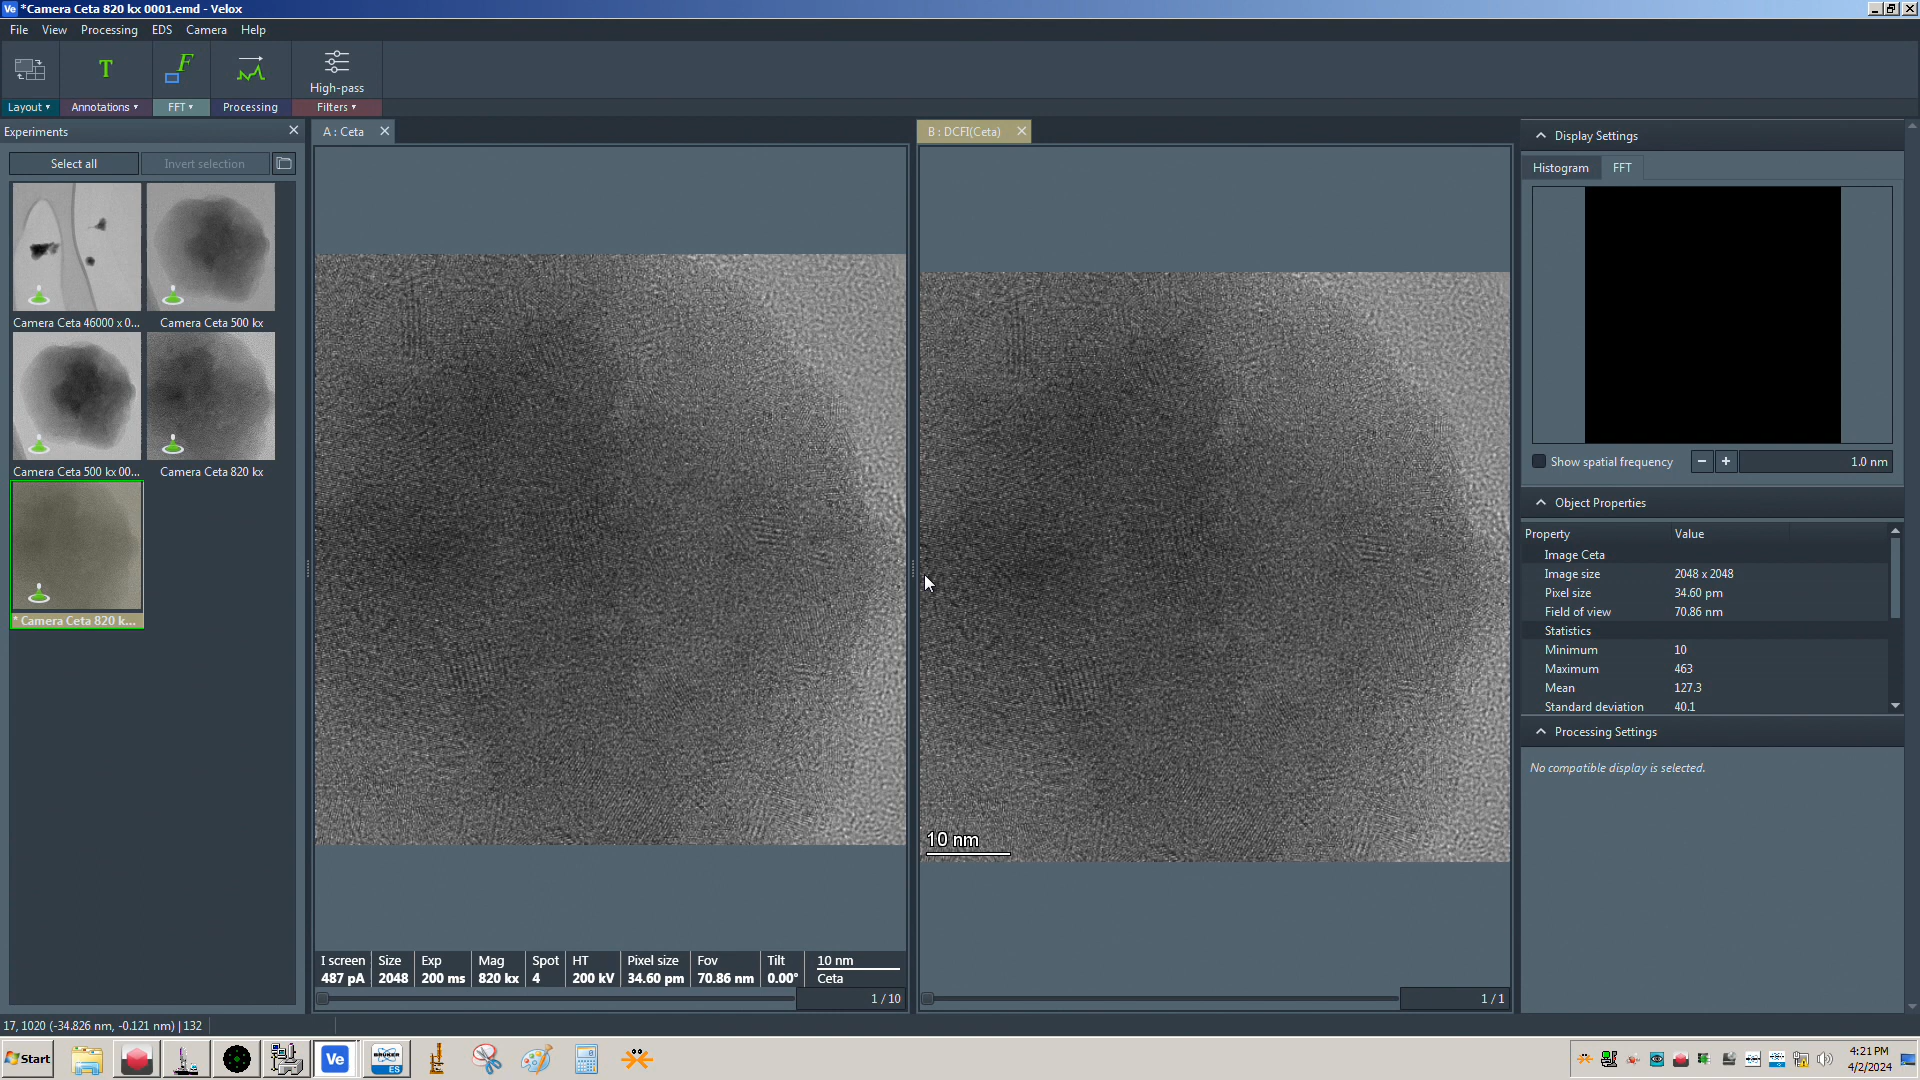 Ve *Camera Ceta 820 kx 0001.emd - Velox
File View Processing EDS Camera Help
T F High-pass
Layout Annotations FFT Processing Filters
Experiments
Select all Invert selection
Camera Ceta 46000 x 0... Camera Ceta 500 kx
Camera Ceta 500 kx 00... Camera Ceta 820 kx
* Camera Ceta 820 k...
A : Ceta
I screen Size Exp Mag Spot HT Pixel size Fov Tilt 10 nm
487 pA 2048 200 ms 820 kx 4 200 kV 34.60 pm 70.86 nm 0.00° Ceta
1 / 10
B : DCFI(Ceta)
10 nm
1 / 1
Display Settings
Histogram FFT
Show spatial frequency − + 1.0 nm
Object Properties
Property Value
Image Ceta
Image size 2048 x 2048
Pixel size 34.60 pm
Field of view 70.86 nm
Statistics
Minimum 10
Maximum 463
Mean 127.3
Standard deviation 40.1
Processing Settings
No compatible display is selected.
17, 1020 (-34.826 nm, -0.121 nm) | 132
Start Ve BRUKER ES 4:21 PM
4/2/2024